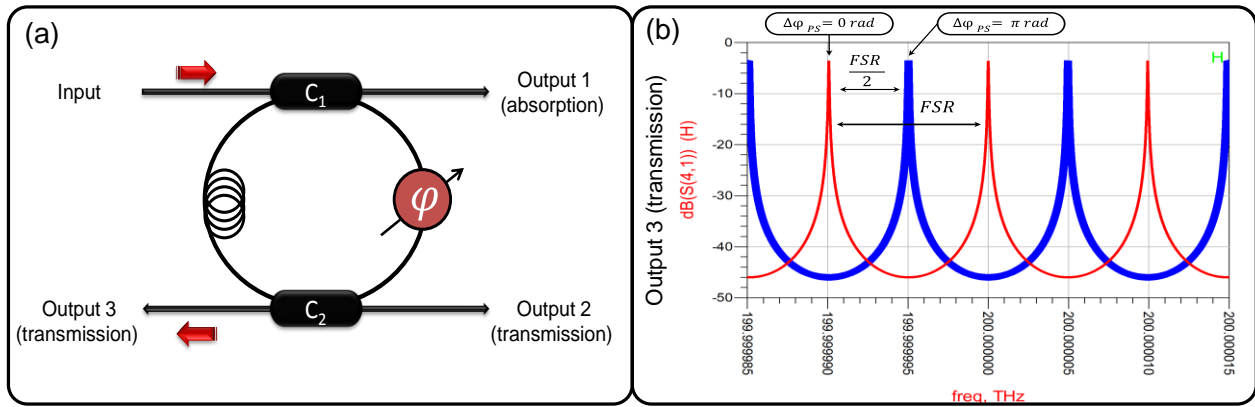 (a)
Input
C1
Output 1
(absorption)
φ
Output 3
(transmission)
C2
Output 2
(transmission)
(b)
Δφ PS = 0 rad
Δφ PS = π rad
Output 3 (transmission)
dB(S(4,1)) (H)
0
-10
-20
-30
-40
-50
FSR
2
FSR
H
199.999985
199.999990
199.999995
200.000000
200.000005
200.000010
200.000015
freq, THz